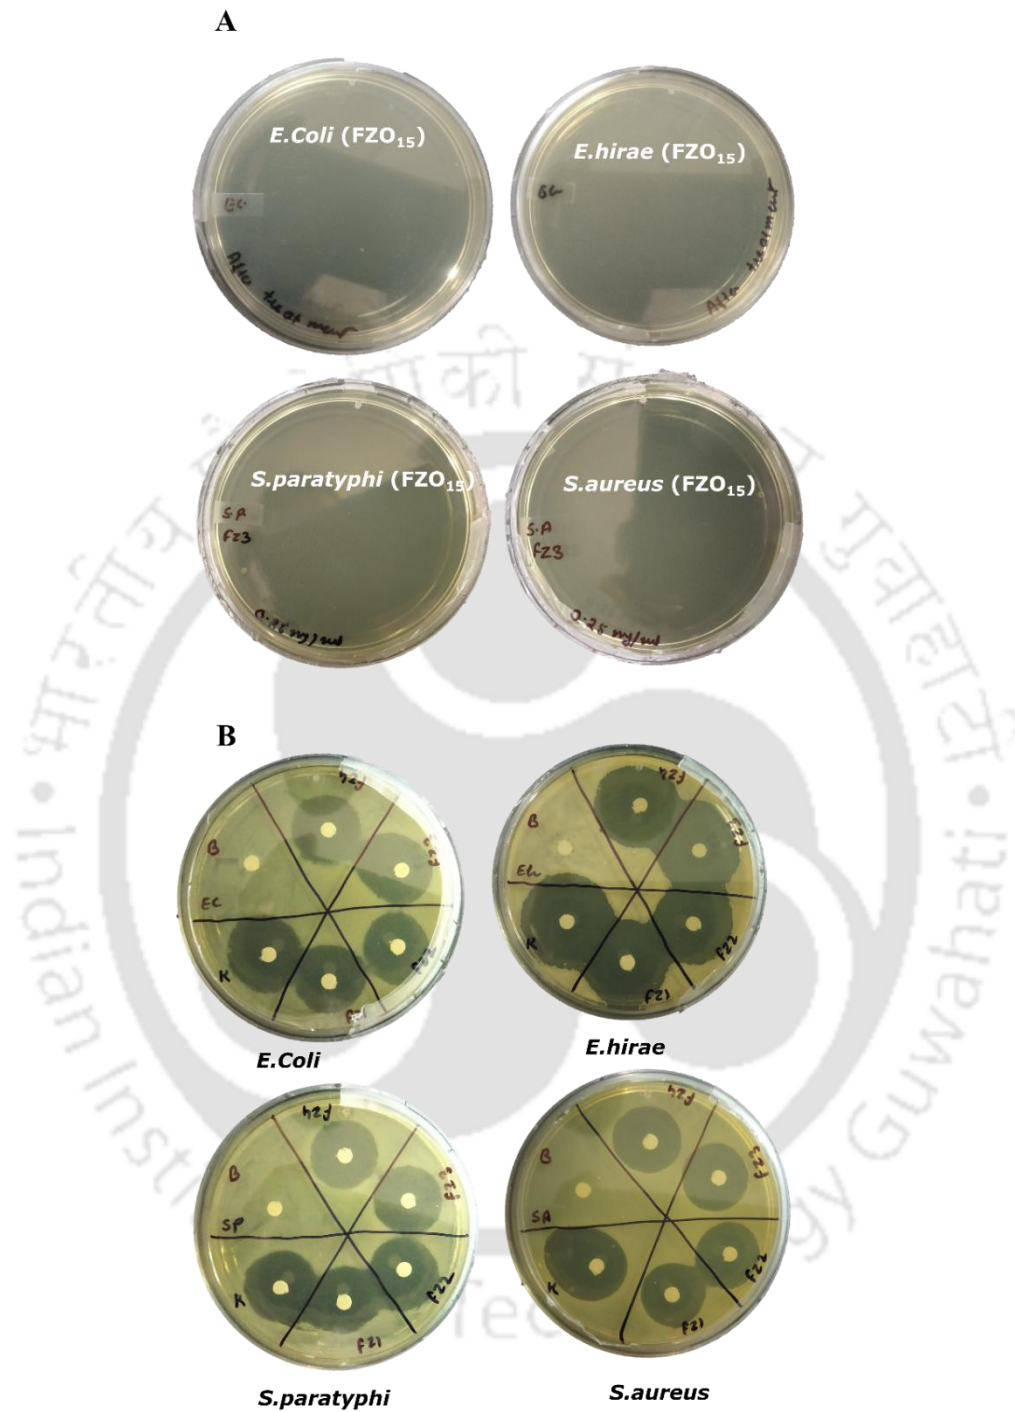 A
E.Coli (FZO₁₅)
EC.
After treatment
E.hirae (FZO₁₅)
After treatment
S.paratyphi (FZO₁₅)
S.A
FZ3
0.25 mg/ml
S.aureus (FZO₁₅)
S.A
FZ3
0.25 mg/ml
B
FZ4
B
FZ3
EC
K
FZ2
FZ1
E.Coli
FZ4
B
FZ3
Eh
K
FZ2
FZ1
E.hirae
FZ4
B
FZ3
SP
K
FZ2
FZ1
S.paratyphi
FZ4
B
FZ3
SA
K
FZ2
FZ1
S.aureus
Indian Institute of Technology Guwahati